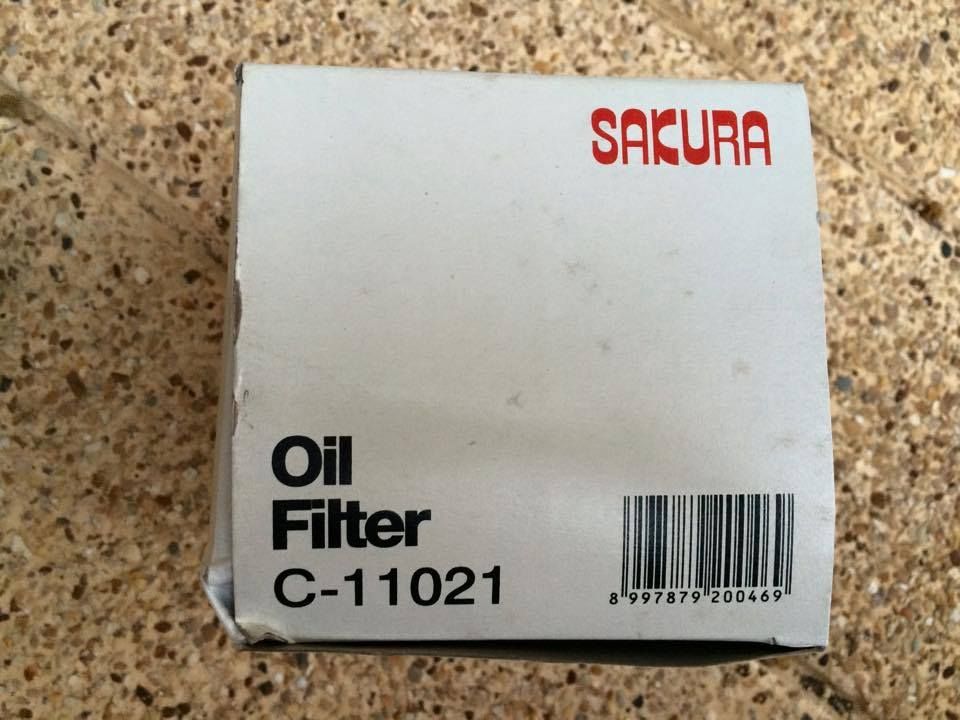 SAKURA
Oil
Filter
C-11021
8 997879 200469